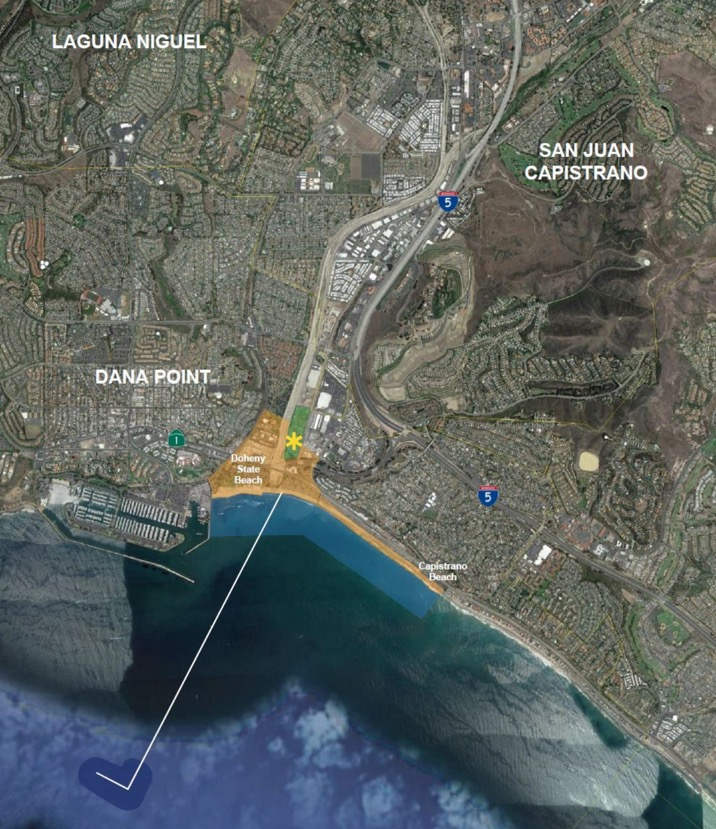 LAGUNA NIGUEL
SAN JUAN
CAPISTRANO
5
DANA POINT
1
Doheny
State
Beach
5
Capistrano
Beach